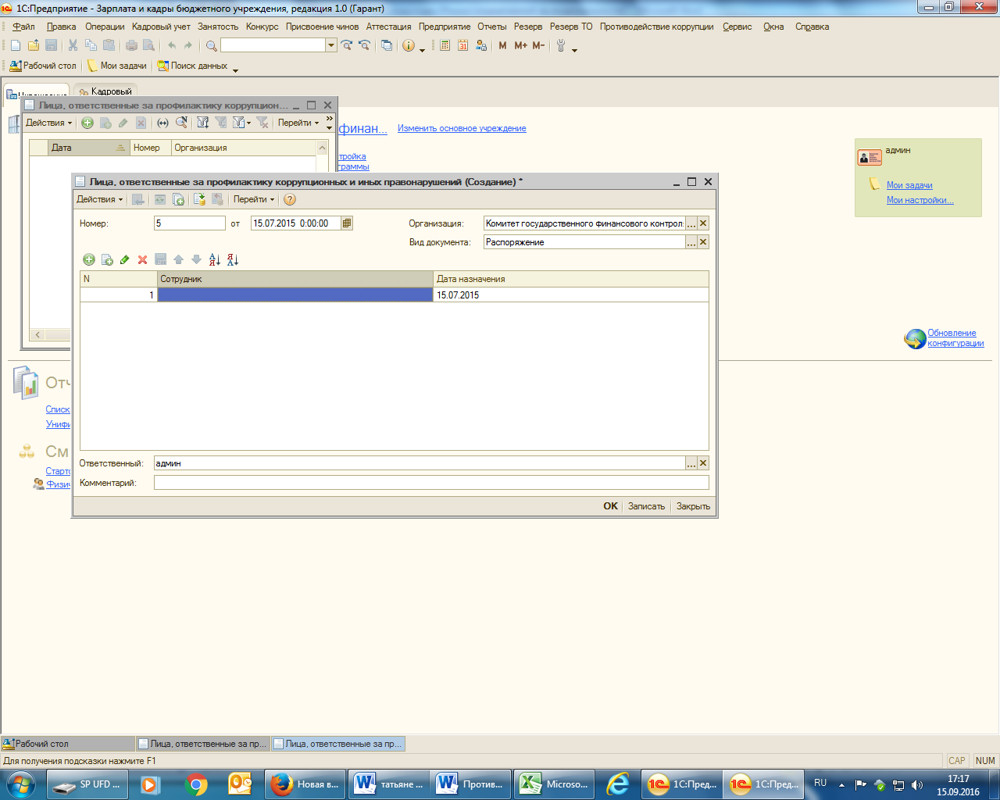 1С:Предприятие - Зарплата и кадры бюджетного учреждения, редакция 1.0 (Гарант)
Файл Правка Операции Кадровый учет Занятость Конкурс Присвоение чинов Аттестация Предприятие Отчеты Резерв Резерв ТО Противодействие коррупции Сервис Окна Справка
M M+ M-
Рабочий стол Мои задачи Поиск данных
Кадровый
Лица, ответственные за профилактику коррупцион...
Действия Перейти
финан... Изменить основное учреждение
Дата Номер Организация
админ
Мои задачи
Мои настройки...
Лица, ответственные за профилактику коррупционных и иных правонарушений (Создание) *
Действия Перейти
Номер: 5 от 15.07.2015 0:00:00 Организация: Комитет государственного финансового контрол
Вид документа: Распоряжение
N Сотрудник Дата назначения
1 15.07.2015
Обновление
конфигурации
Отч
Списк
Унифи
См
Старто
Физич
Ответственный: админ
Комментарий:
OK Записать Закрыть
Рабочий стол Лица, ответственные за пр... Лица, ответственные за пр...
Для получения подсказки нажмите F1 CAP NUM
SP UFD ... Новая в... татьяне ... Против... Microso... 1С:Пред... 1С:Пред... RU 17:17
15.09.2016